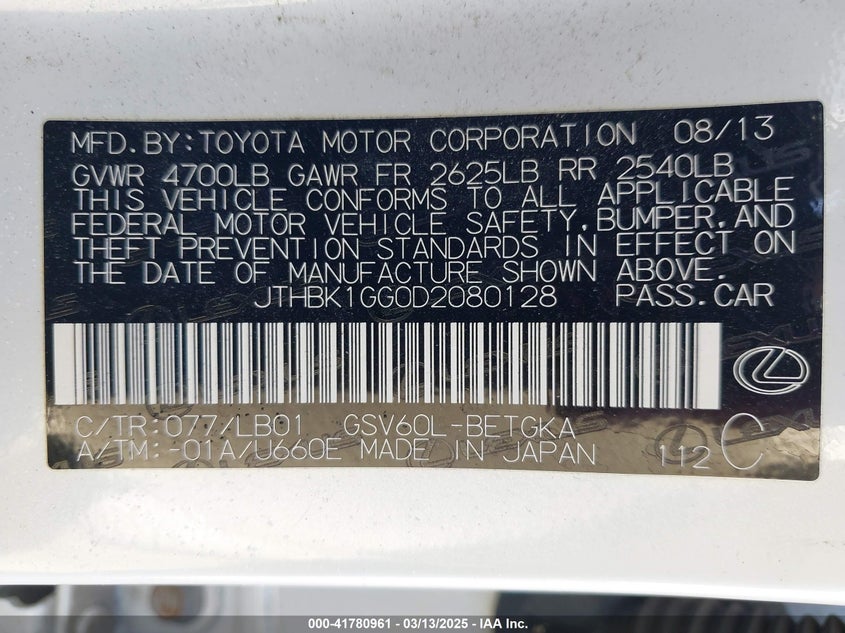 MFD.BY:TOYOTA MOTOR CORPORATION 08/13
GVWR 4700LB GAWR FR 2625LB RR 2540LB
THIS VEHICLE CONFORMS TO ALL APPLICABLE
FEDERAL MOTOR VEHICLE SAFETY,BUMPER,AND
THEFT PREVENTION STANDARDS IN EFFECT ON
THE DATE OF MANUFACTURE SHOWN ABOVE.
JTHBK1GG0D2080128 PASS.CAR
C/TR:077/LB01 GSV60L-BETGKA
A/TM:-01A/U660E MADE IN JAPAN 112 C
000-41780961 - 03/13/2025 - IAA Inc.